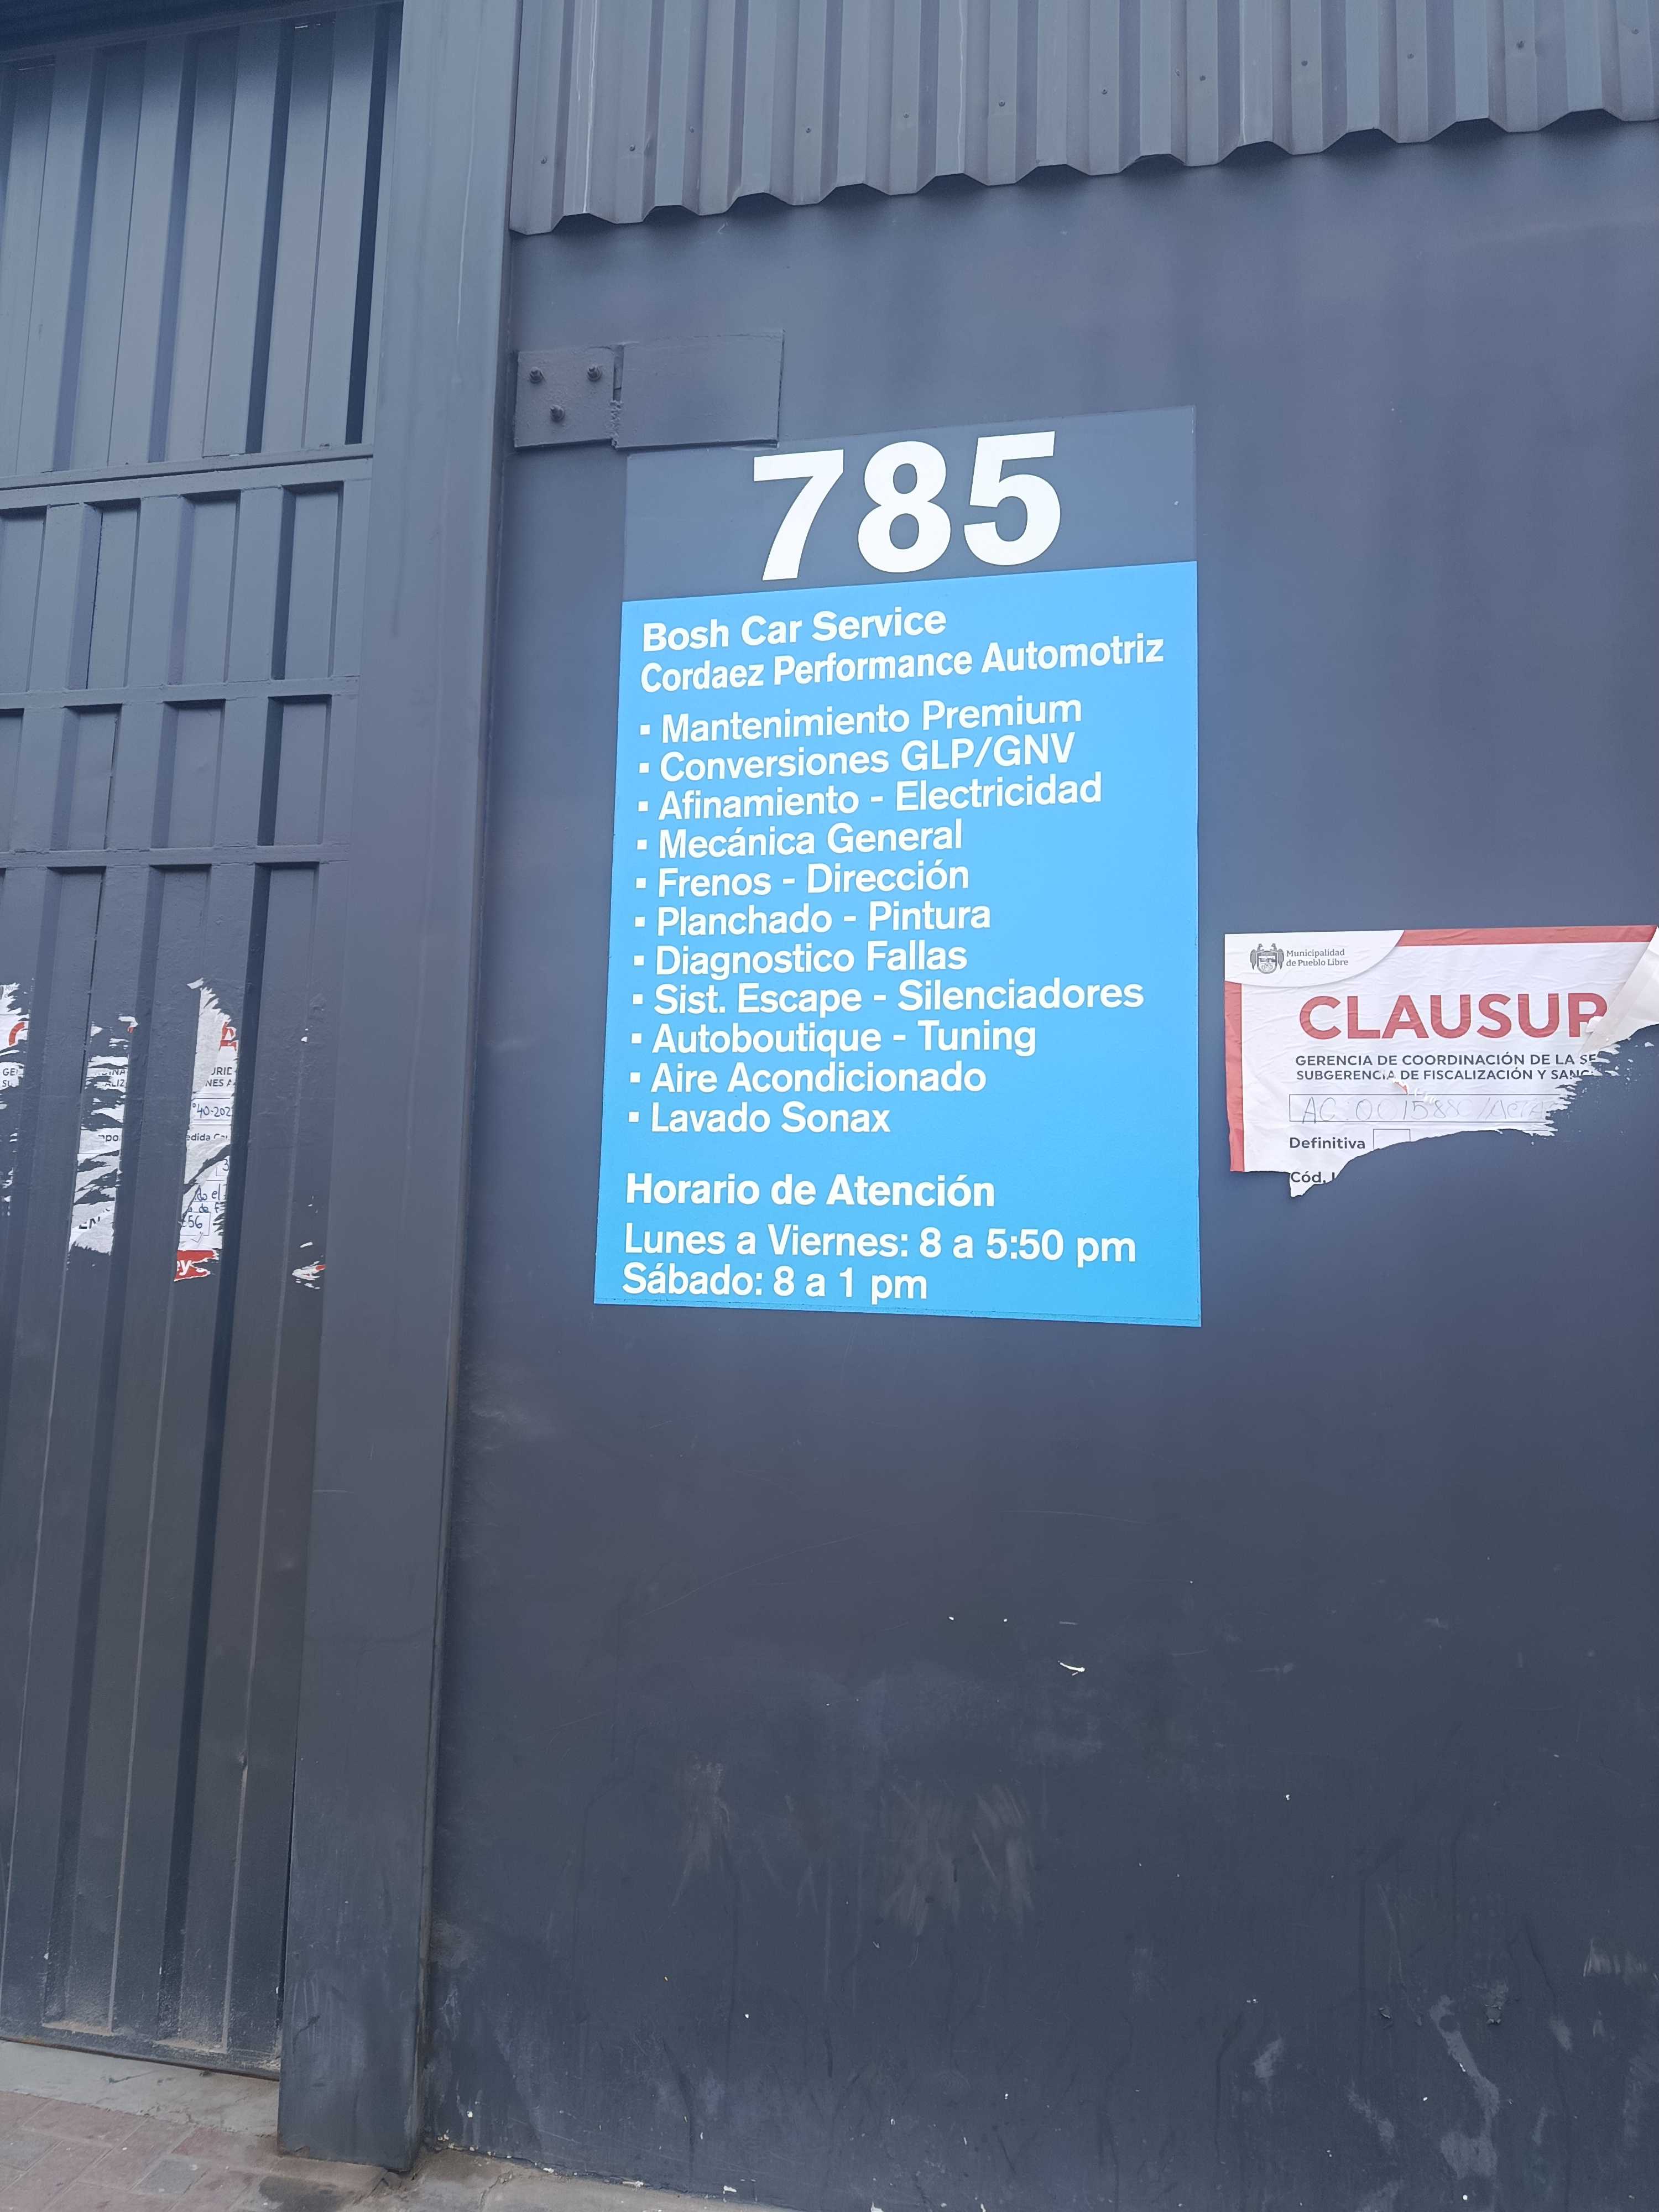 785
Bosh Car Service
Cordaez Performance Automotriz
▪ Mantenimiento Premium
▪ Conversiones GLP/GNV
▪ Afinamiento - Electricidad
▪ Mecánica General
▪ Frenos - Dirección
▪ Planchado - Pintura
▪ Diagnostico Fallas
▪ Sist. Escape - Silenciadores
▪ Autoboutique - Tuning
▪ Aire Acondicionado
▪ Lavado Sonax
Horario de Atención
Lunes a Viernes: 8 a 5:50 pm
Sábado: 8 a 1 pm
Municipalidad
de Pueblo Libre
CLAUSUR
GERENCIA DE COORDINACIÓN DE LA SE
SUBGERENCIA DE FISCALIZACIÓN Y SANC
Definitiva
Cód.